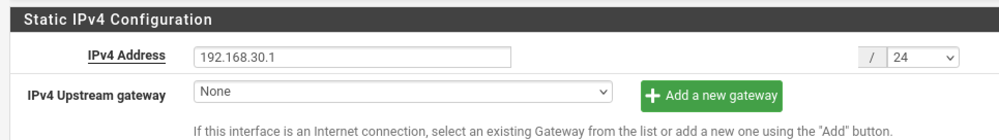 Static IPv4 Configuration
IPv4 Address 192.168.30.1 / 24
IPv4 Upstream gateway None Add a new gateway
If this interface is an Internet connection, select an existing Gateway from the list or add a new one using the "Add" button.